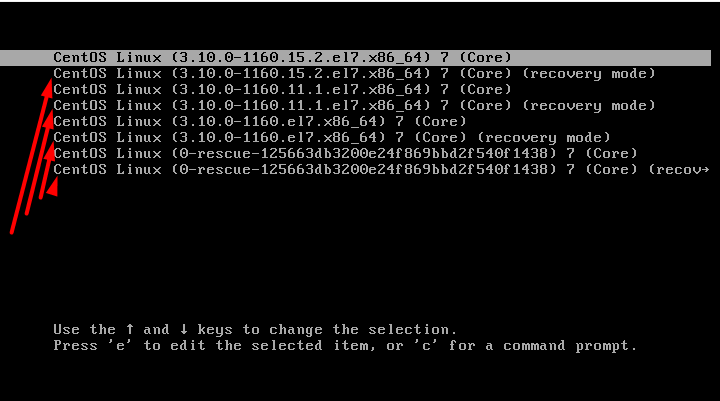 CentOS Linux (3.10.0-1160.15.2.el7.x86_64) 7 (Core)
CentOS Linux (3.10.0-1160.15.2.el7.x86_64) 7 (Core) (recovery mode)
CentOS Linux (3.10.0-1160.11.1.el7.x86_64) 7 (Core)
CentOS Linux (3.10.0-1160.11.1.el7.x86_64) 7 (Core) (recovery mode)
CentOS Linux (3.10.0-1160.el7.x86_64) 7 (Core)
CentOS Linux (3.10.0-1160.el7.x86_64) 7 (Core) (recovery mode)
CentOS Linux (0-rescue-125663db3200e24f869bbd2f540f1438) 7 (Core)
CentOS Linux (0-rescue-125663db3200e24f869bbd2f540f1438) 7 (Core) (recov→
Use the ↑ and ↓ keys to change the selection.
Press 'e' to edit the selected item, or 'c' for a command prompt.